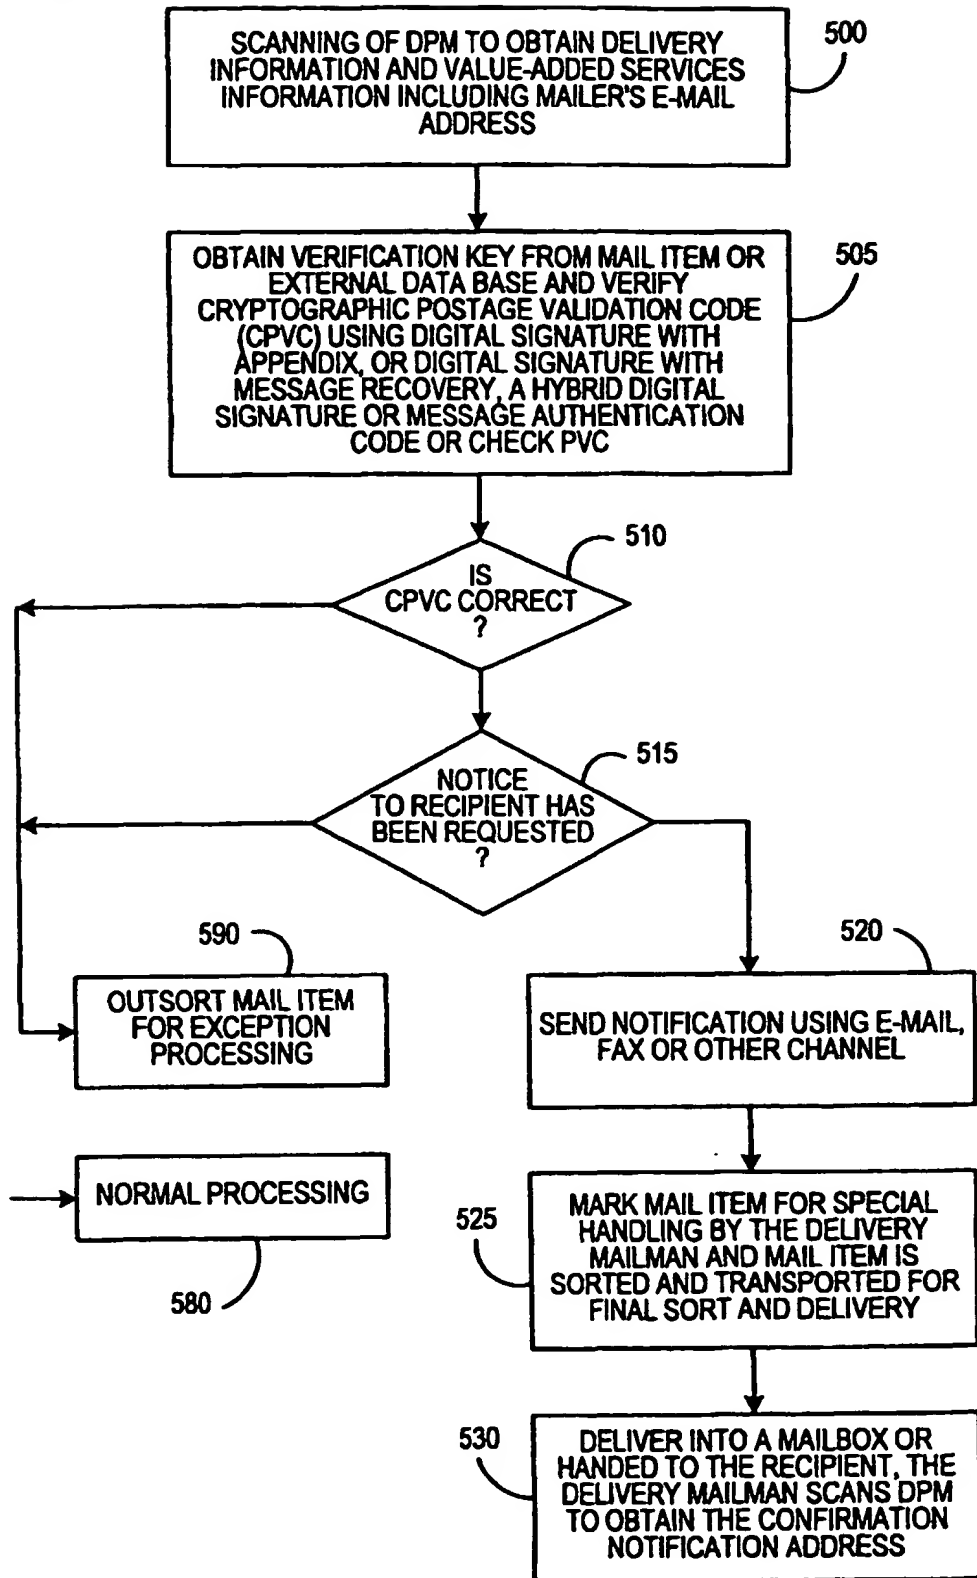 SCANNING OF DPM TO OBTAIN DELIVERY
INFORMATION AND VALUE-ADDED SERVICES
INFORMATION INCLUDING MAILER'S E-MAIL
ADDRESS
500
OBTAIN VERIFICATION KEY FROM MAIL ITEM OR
EXTERNAL DATA BASE AND VERIFY
CRYPTOGRAPHIC POSTAGE VALIDATION CODE
(CPVC) USING DIGITAL SIGNATURE WITH
APPENDIX, OR DIGITAL SIGNATURE WITH
MESSAGE RECOVERY, A HYBRID DIGITAL
SIGNATURE OR MESSAGE AUTHENTICATION
CODE OR CHECK PVC
505
510
IS
CPVC CORRECT
?
515
NOTICE
TO RECIPIENT HAS
BEEN REQUESTED
?
590
OUTSORT MAIL ITEM
FOR EXCEPTION
PROCESSING
520
SEND NOTIFICATION USING E-MAIL,
FAX OR OTHER CHANNEL
NORMAL PROCESSING
580
525
MARK MAIL ITEM FOR SPECIAL
HANDLING BY THE DELIVERY
MAILMAN AND MAIL ITEM IS
SORTED AND TRANSPORTED FOR
FINAL SORT AND DELIVERY
530
DELIVER INTO A MAILBOX OR
HANDED TO THE RECIPIENT, THE
DELIVERY MAILMAN SCANS DPM
TO OBTAIN THE CONFIRMATION
NOTIFICATION ADDRESS